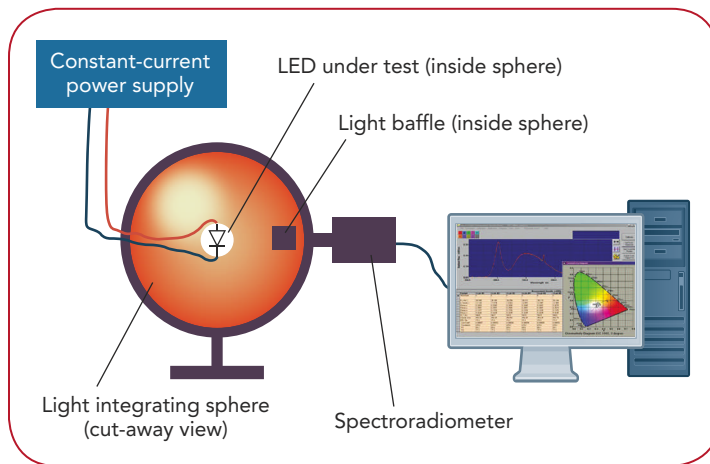 Constant-current
power supply
LED under test (inside sphere)
Light baffle (inside sphere)
Light integrating sphere
(cut-away view)
Spectroradiometer